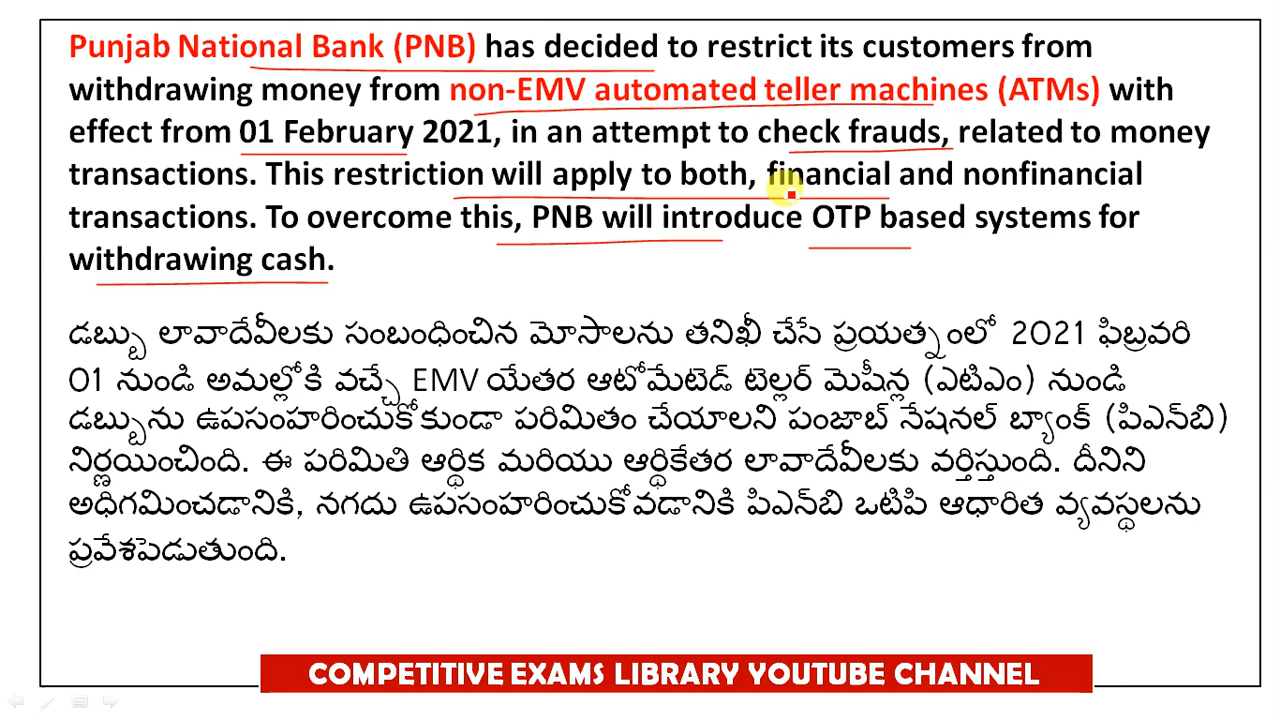 Punjab National Bank (PNB) has decided to restrict its customers from
withdrawing money from non-EMV automated teller machines (ATMs) with
effect from 01 February 2021, in an attempt to check frauds, related to money
transactions. This restriction will apply to both, financial and nonfinancial
transactions. To overcome this, PNB will introduce OTP based systems for
withdrawing cash.
డబ్బు లావాదేవీలకు సంబంధించిన మోసాలను తనిఖీ చేసే ప్రయత్నంలో 2021 ఫిబ్రవరి
01 నుండి అమల్లోకి వచ్చే EMV యేతర ఆటోమేటెడ్ టెల్లర్ మెషీన్ల (ఎటిఎం) నుండి
డబ్బును ఉపసంహరించుకోకుండా పరిమితం చేయాలని పంజాబ్ నేషనల్ బ్యాంక్ (పిఎన్‌బి)
నిర్ణయించింది. ఈ పరిమితి ఆర్థిక మరియు ఆర్థికేతర లావాదేవీలకు వర్తిస్తుంది. దీనిని
అధిగమించడానికి, నగదు ఉపసంహరించుకోవడానికి పిఎన్‌బి ఒటిపి ఆధారిత వ్యవస్థలను
ప్రవేశపెడుతుంది.
COMPETITIVE EXAMS LIBRARY YOUTUBE CHANNEL